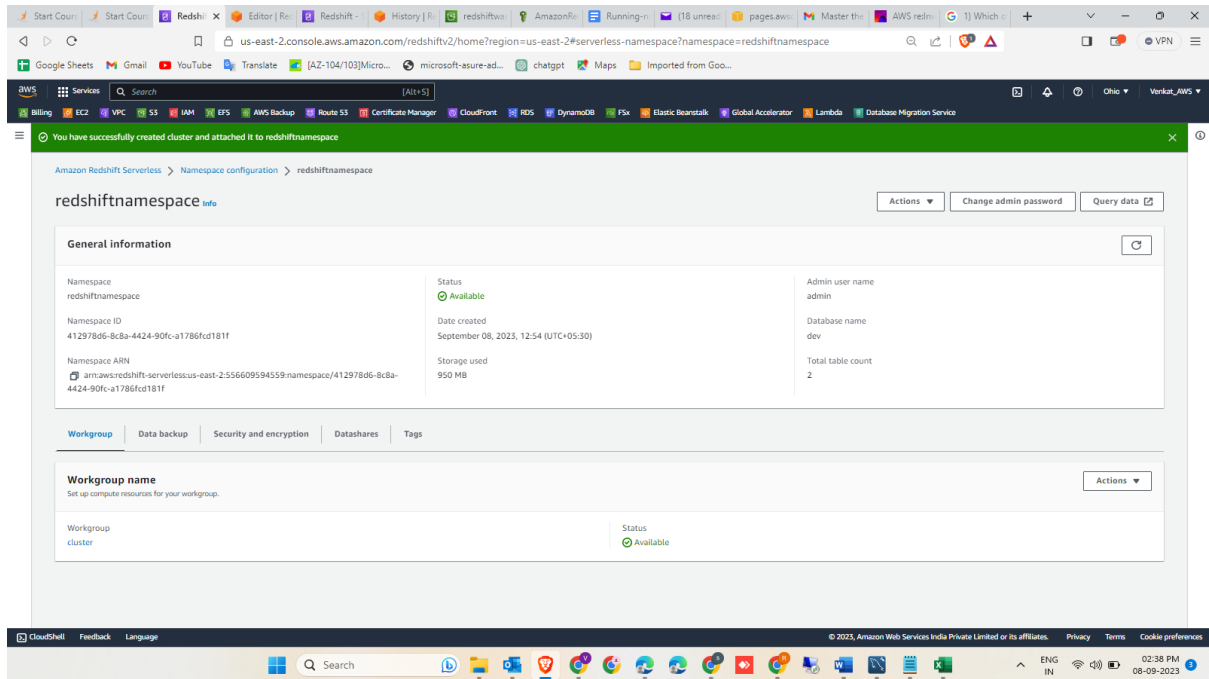 Start Cours Start Cours Redshif Editor | Red Redshift - S History | Re redshiftwar AmazonRe Running-n (18 unread pages.awsc Master the AWS redme 1) Which o
us-east-2.console.aws.amazon.com/redshiftv2/home?region=us-east-2#serverless-namespace?namespace=redshiftnamespace VPN
Google Sheets Gmail YouTube Translate [AZ-104/103]Micro... microsoft-asure-ad... chatgpt Maps Imported from Goo...
aws Services Search [Alt+S] Ohio Venkat_AWS
Billing EC2 VPC S3 IAM EFS AWS Backup Route 53 Certificate Manager CloudFront RDS DynamoDB FSx Elastic Beanstalk Global Accelerator Lambda Database Migration Service
You have successfully created cluster and attached it to redshiftnamespace
Amazon Redshift Serverless > Namespace configuration > redshiftnamespace
redshiftnamespace Info Actions Change admin password Query data
General information
Namespace Status Admin user name
redshiftnamespace Available admin
Namespace ID Date created Database name
412978d6-8c8a-4424-90fc-a1786fcd181f September 08, 2023, 12:54 (UTC+05:30) dev
Namespace ARN Storage used Total table count
arn:aws:redshift-serverless:us-east-2:556609594559:namespace/412978d6-8c8a- 950 MB 2
4424-90fc-a1786fcd181f
Workgroup Data backup Security and encryption Datashares Tags
Workgroup name Actions
Set up compute resources for your workgroup.
Workgroup Status
cluster Available
CloudShell Feedback Language © 2023, Amazon Web Services India Private Limited or its affiliates. Privacy Terms Cookie preferences
Search ENG 02:38 PM
IN 08-09-2023 3